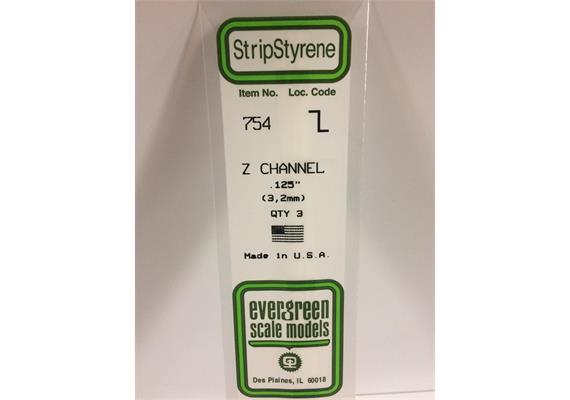 StripStyrene
Item No. Loc. Code
754
Z CHANNEL
.125"
(3,2mm)
QTY 3
Made in U.S.A.
evergreen
scale models
Des Plaines, IL 60018